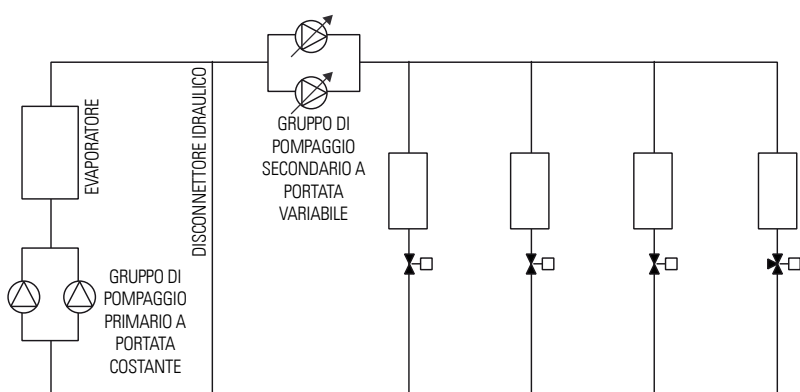 EVAPORATORE
GRUPPO DI
POMPAGGIO
PRIMARIO A
PORTATA
COSTANTE
DISCONNETTORE IDRAULICO
GRUPPO DI
POMPAGGIO
SECONDARIO A
PORTATA
VARIABILE